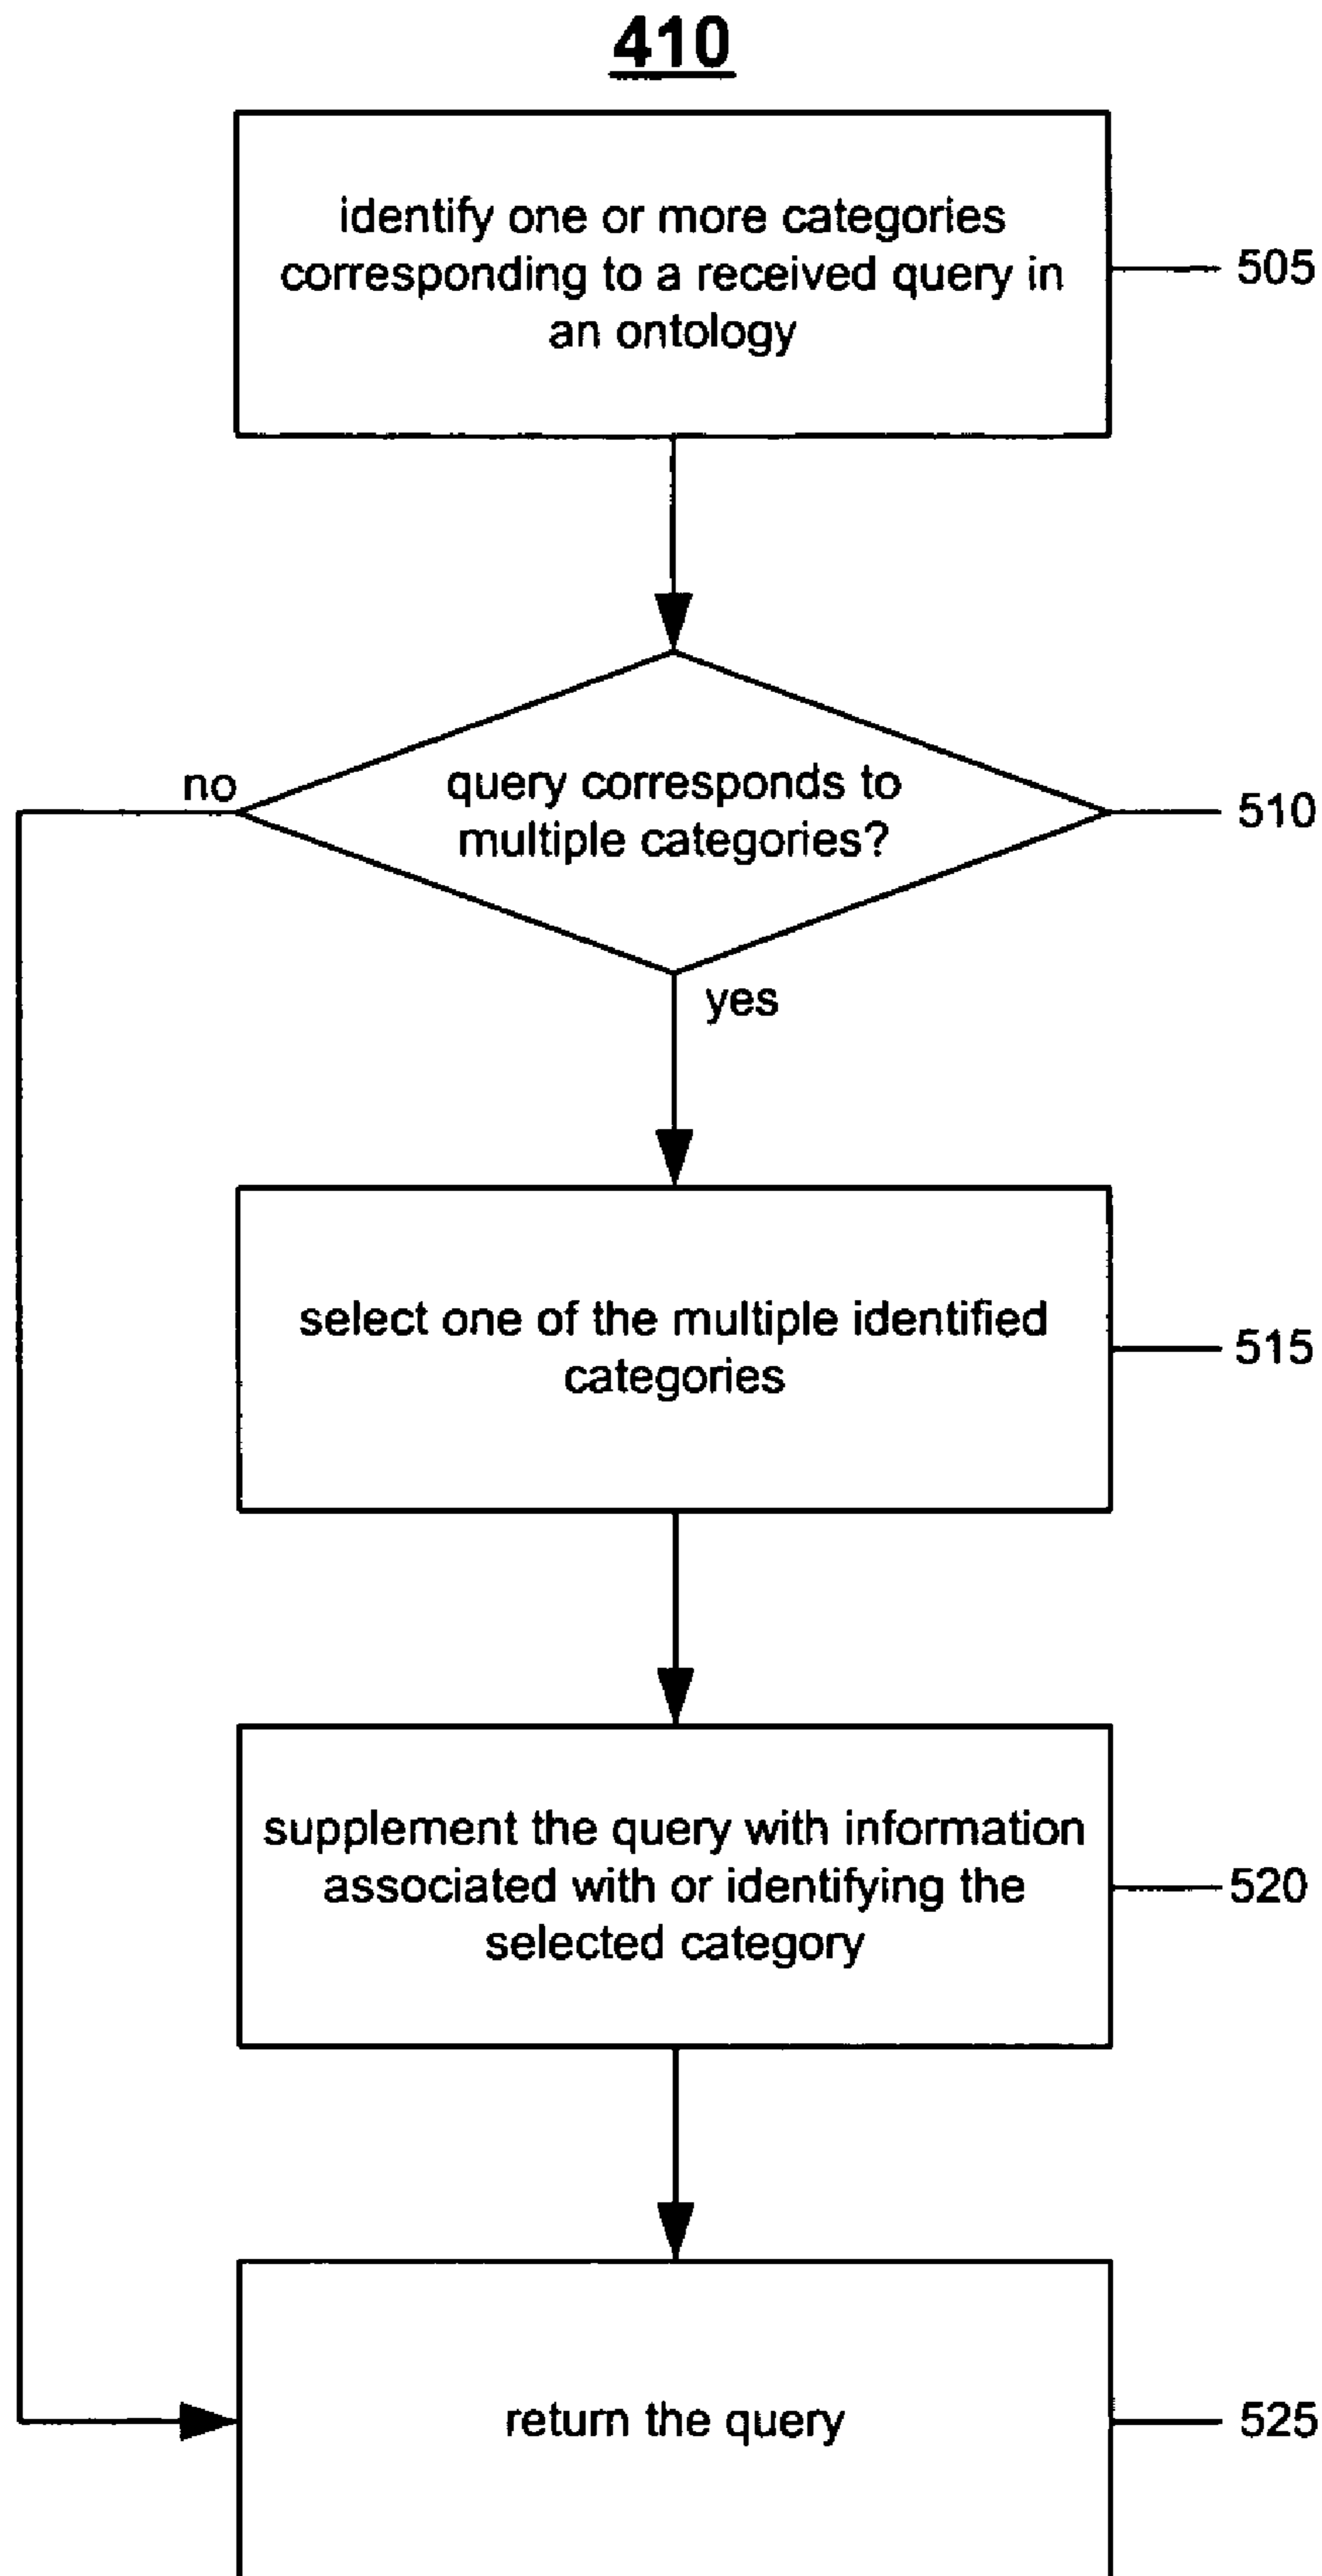 410
identify one or more categories
corresponding to a received query in
an ontology
505
no
query corresponds to
multiple categories?
510
yes
select one of the multiple identified
categories
515
supplement the query with information
associated with or identifying the
selected category
520
return the query
525